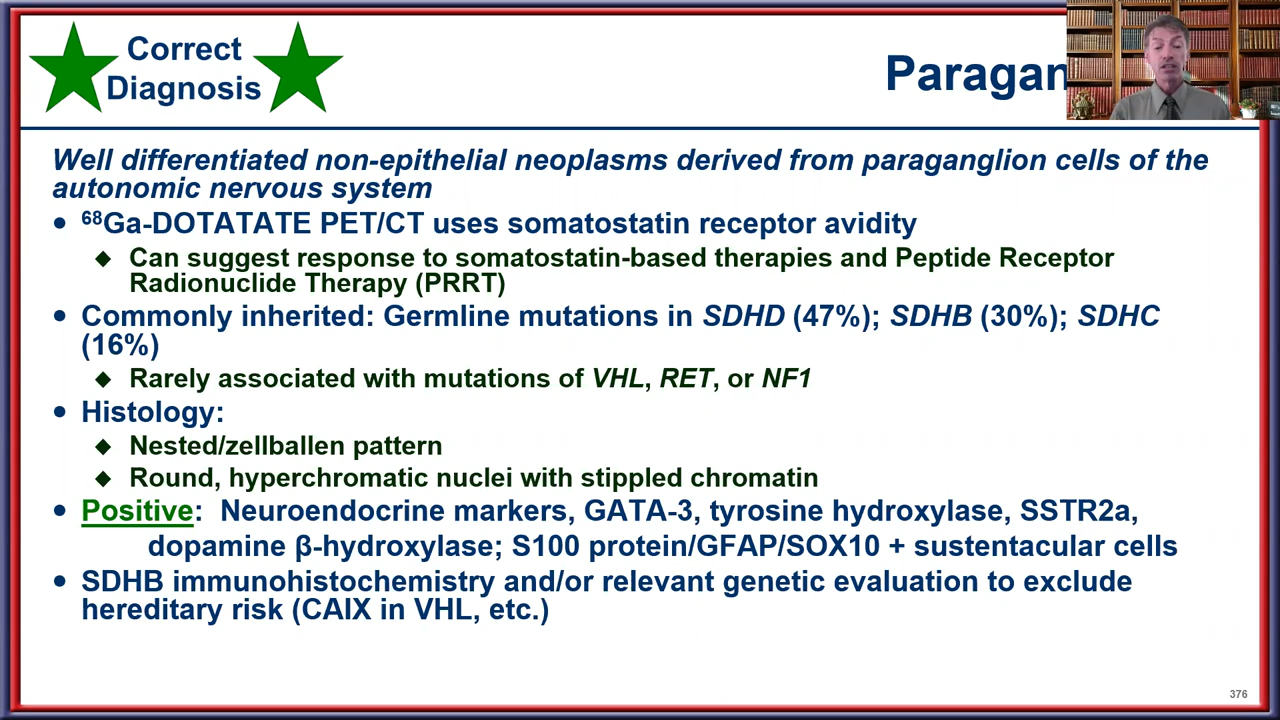 Correct
Diagnosis
Well differentiated non-epithelial neoplasms derived from paraganglion cells of the
autonomic nervous system
• ⁶⁸Ga-DOTATATE PET/CT uses somatostatin receptor avidity
◆ Can suggest response to somatostatin-based therapies and Peptide Receptor
Radionuclide Therapy (PRRT)
• Commonly inherited: Germline mutations in SDHD (47%); SDHB (30%); SDHC
(16%)
◆ Rarely associated with mutations of VHL, RET, or NF1
• Histology:
◆ Nested/zellballen pattern
◆ Round, hyperchromatic nuclei with stippled chromatin
• Positive: Neuroendocrine markers, GATA-3, tyrosine hydroxylase, SSTR2a,
dopamine β-hydroxylase; S100 protein/GFAP/SOX10 + sustentacular cells
• SDHB immunohistochemistry and/or relevant genetic evaluation to exclude
hereditary risk (CAIX in VHL, etc.)
376